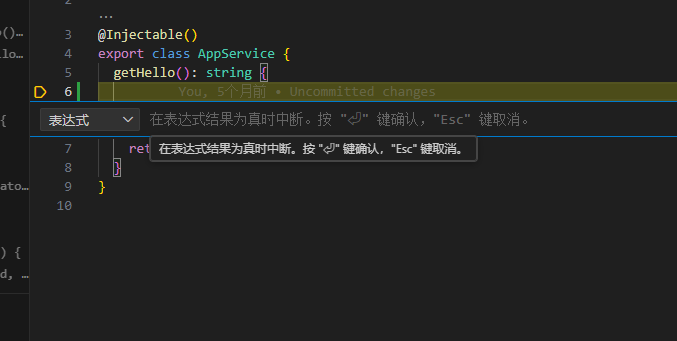 2
...
)…
3 @Injectable()
llo…
4 export class AppService {
5 getHello(): string {
6 You, 5个月前 • Uncommitted changes
{
表达式 在表达式结果为真时中断。按 "⏎" 键确认，"Esc" 键取消。
7 ret
在表达式结果为真时中断。按 "⏎" 键确认，"Esc" 键取消。
8 }
ato…
9 }
10
) {
d, …